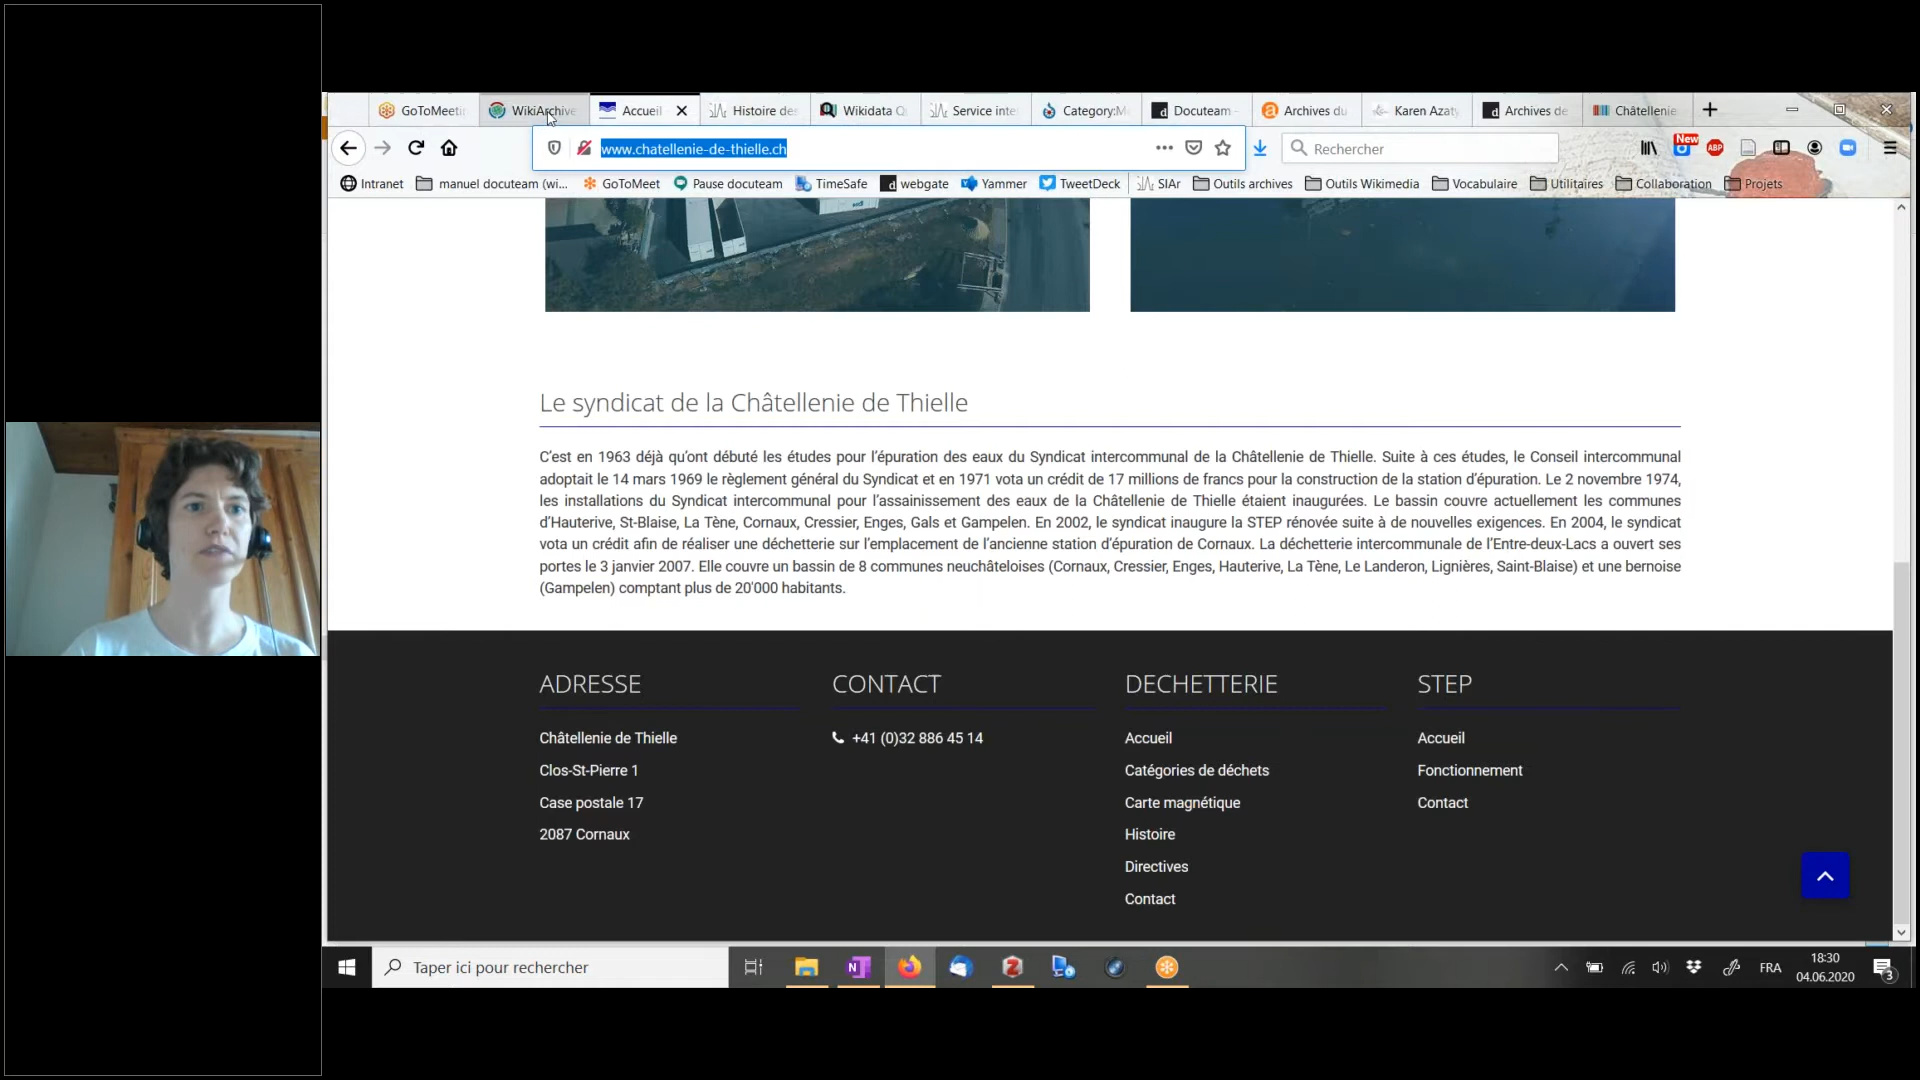 GoToMeeti
WikiArchive
Accueil
Histoire des
Wikidata Q
Service inte
Category:M
Docuteam -
Archives du
Karen Azaty
Archives de
Châtellenie
www.chatellenie-de-thielle.ch
Rechercher
New
ABP
Intranet
manuel docuteam (wi...
GoToMeet
Pause docuteam
TimeSafe
webgate
Yammer
TweetDeck
SIAr
Outils archives
Outils Wikimedia
Vocabulaire
Utilitaires
Collaboration
Projets
Le syndicat de la Châtellenie de Thielle
C'est en 1963 déjà qu'ont débuté les études pour l'épuration des eaux du Syndicat intercommunal de la Châtellenie de Thielle. Suite à ces études, le Conseil intercommunal
adoptait le 14 mars 1969 le règlement général du Syndicat et en 1971 vota un crédit de 17 millions de francs pour la construction de la station d'épuration. Le 2 novembre 1974,
les installations du Syndicat intercommunal pour l'assainissement des eaux de la Châtellenie de Thielle étaient inaugurées. Le bassin couvre actuellement les communes
d'Hauterive, St-Blaise, La Tène, Cornaux, Cressier, Enges, Gals et Gampelen. En 2002, le syndicat inaugure la STEP rénovée suite à de nouvelles exigences. En 2004, le syndicat
vota un crédit afin de réaliser une déchetterie sur l'emplacement de l'ancienne station d'épuration de Cornaux. La déchetterie intercommunale de l'Entre-deux-Lacs a ouvert ses
portes le 3 janvier 2007. Elle couvre un bassin de 8 communes neuchâteloises (Cornaux, Cressier, Enges, Hauterive, La Tène, Le Landeron, Lignières, Saint-Blaise) et une bernoise
(Gampelen) comptant plus de 20'000 habitants.
ADRESSE
Châtellenie de Thielle
Clos-St-Pierre 1
Case postale 17
2087 Cornaux
CONTACT
+41 (0)32 886 45 14
DECHETTERIE
Accueil
Catégories de déchets
Carte magnétique
Histoire
Directives
Contact
STEP
Accueil
Fonctionnement
Contact
Taper ici pour rechercher
FRA
18:30
04.06.2020
3